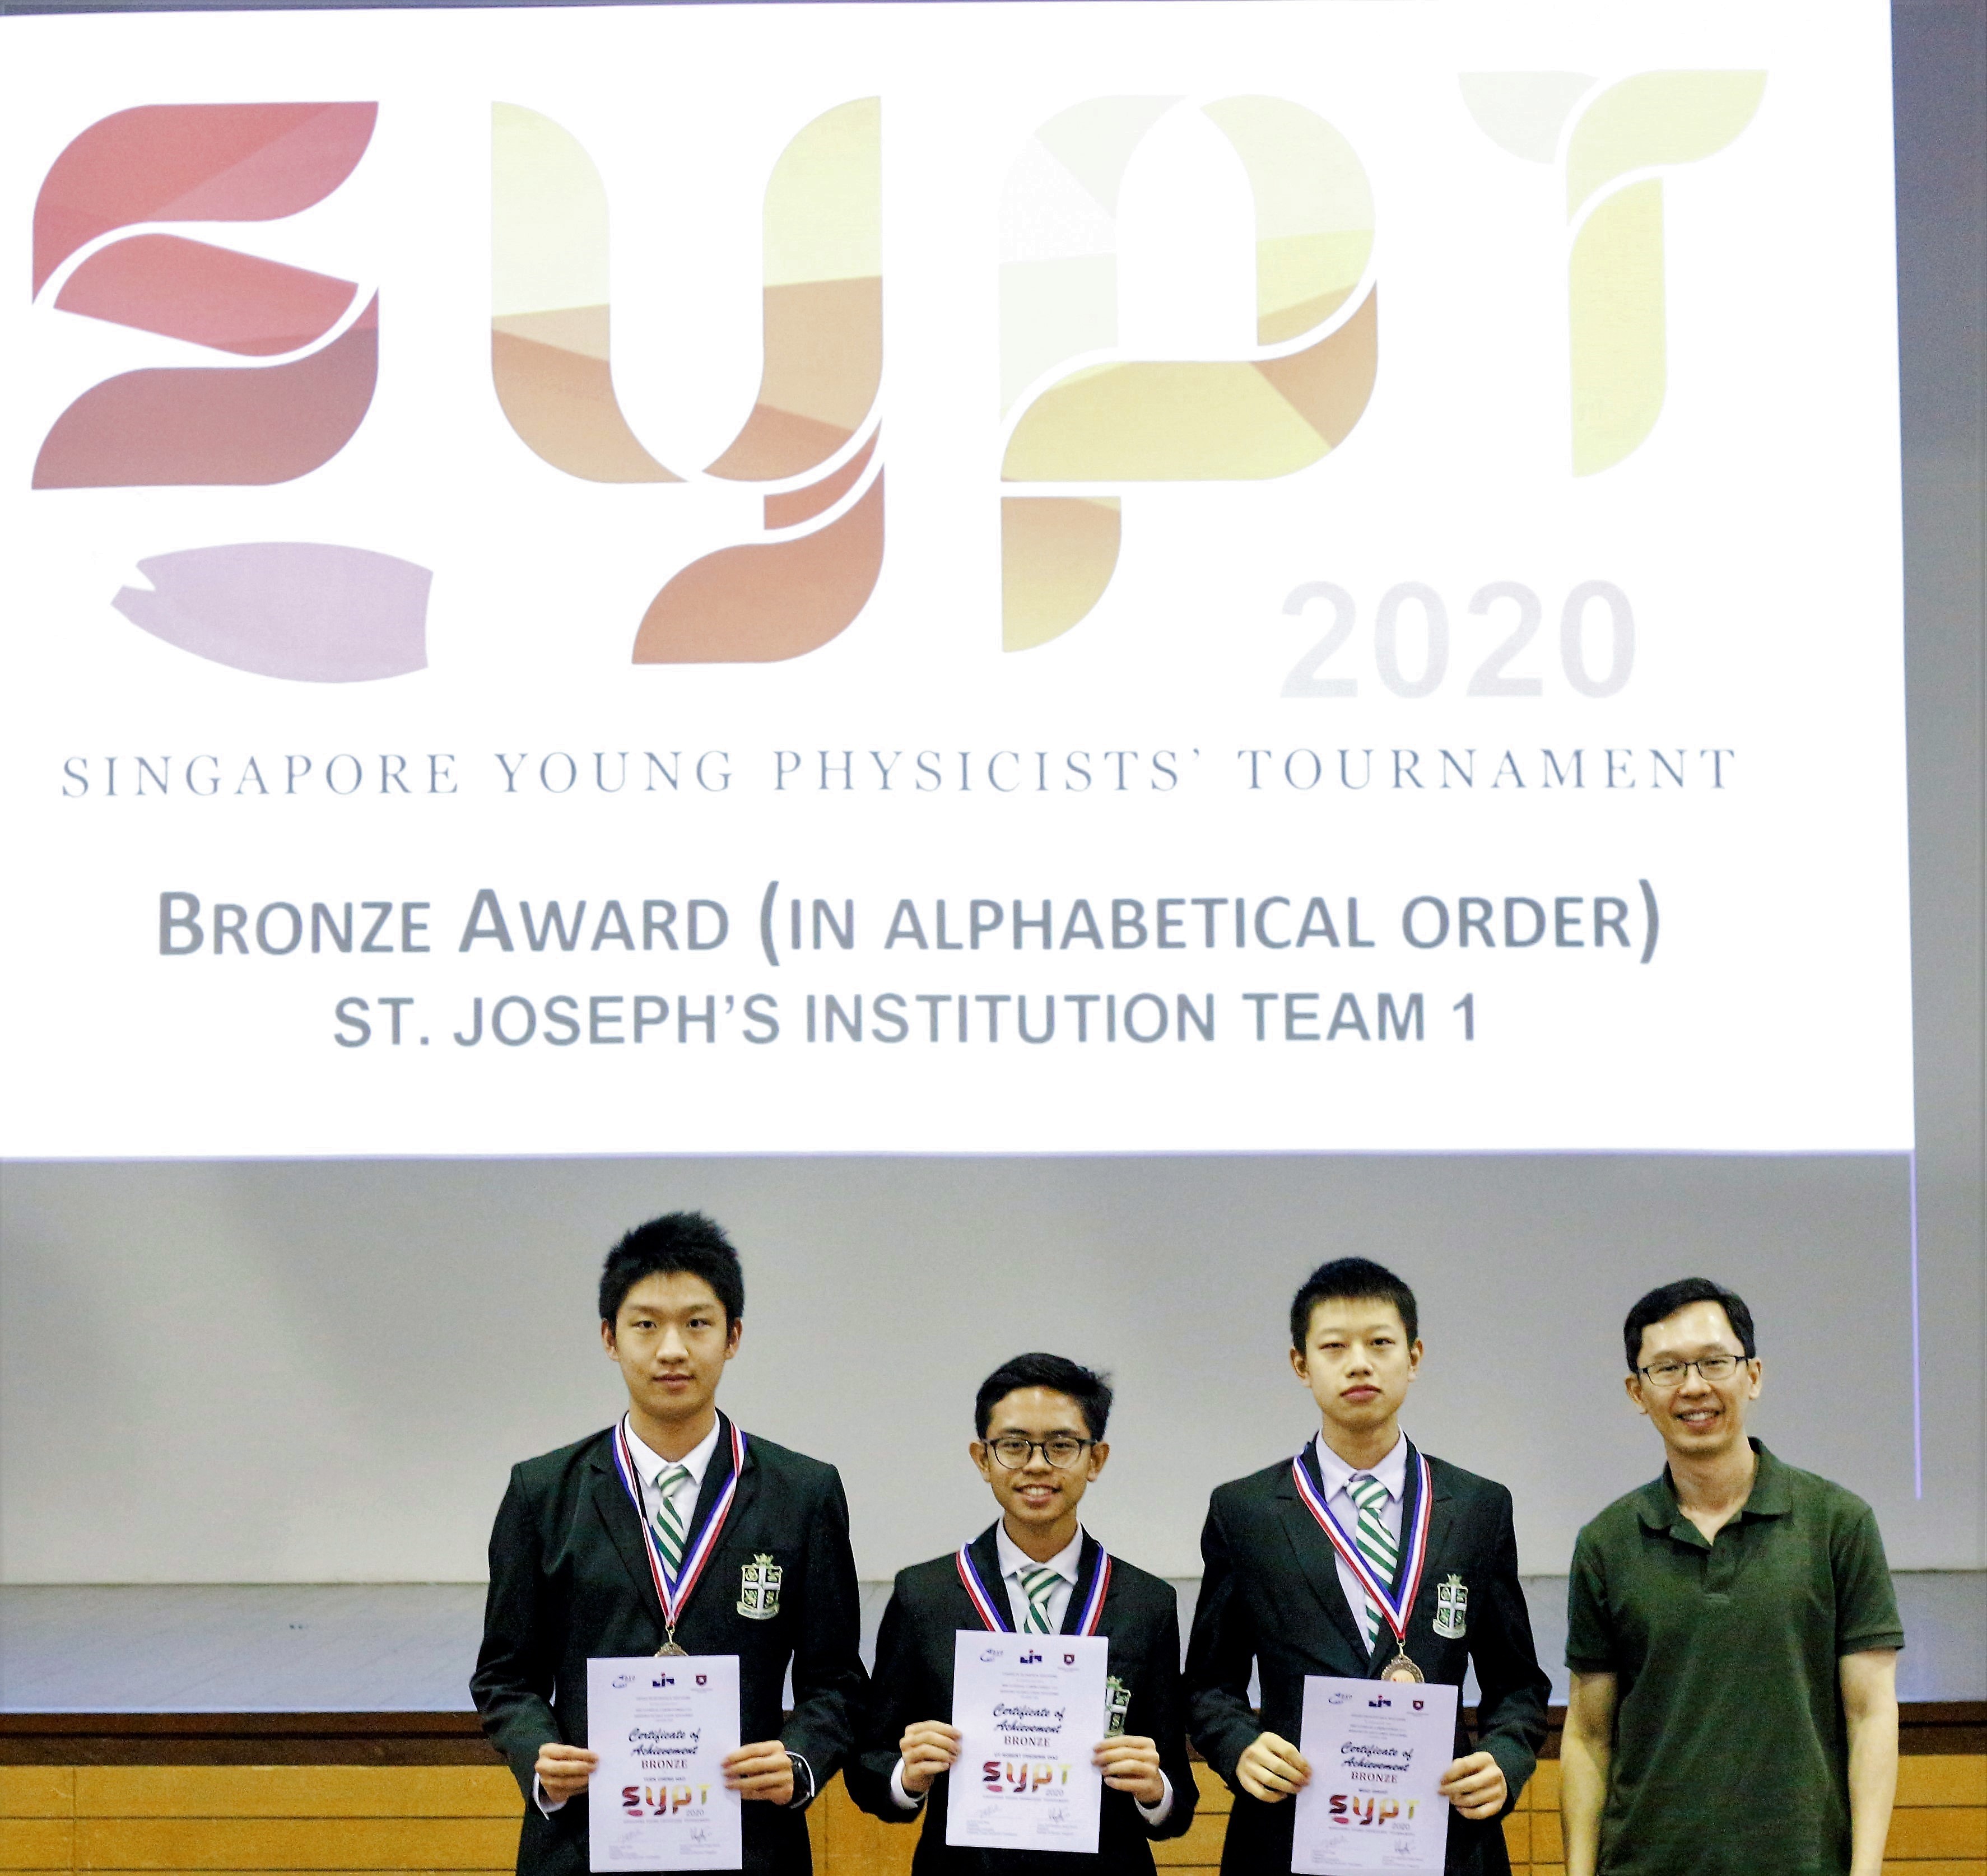 SYPT
2020
SINGAPORE YOUNG PHYSICISTS’ TOURNAMENT
BRONZE AWARD (IN ALPHABETICAL ORDER)
ST. JOSEPH’S INSTITUTION TEAM 1
Certificate of
Achievement
BRONZE
SYPT
2020
Certificate of
Achievement
BRONZE
SYPT
2020
Certificate of
Achievement
BRONZE
SYPT
2020